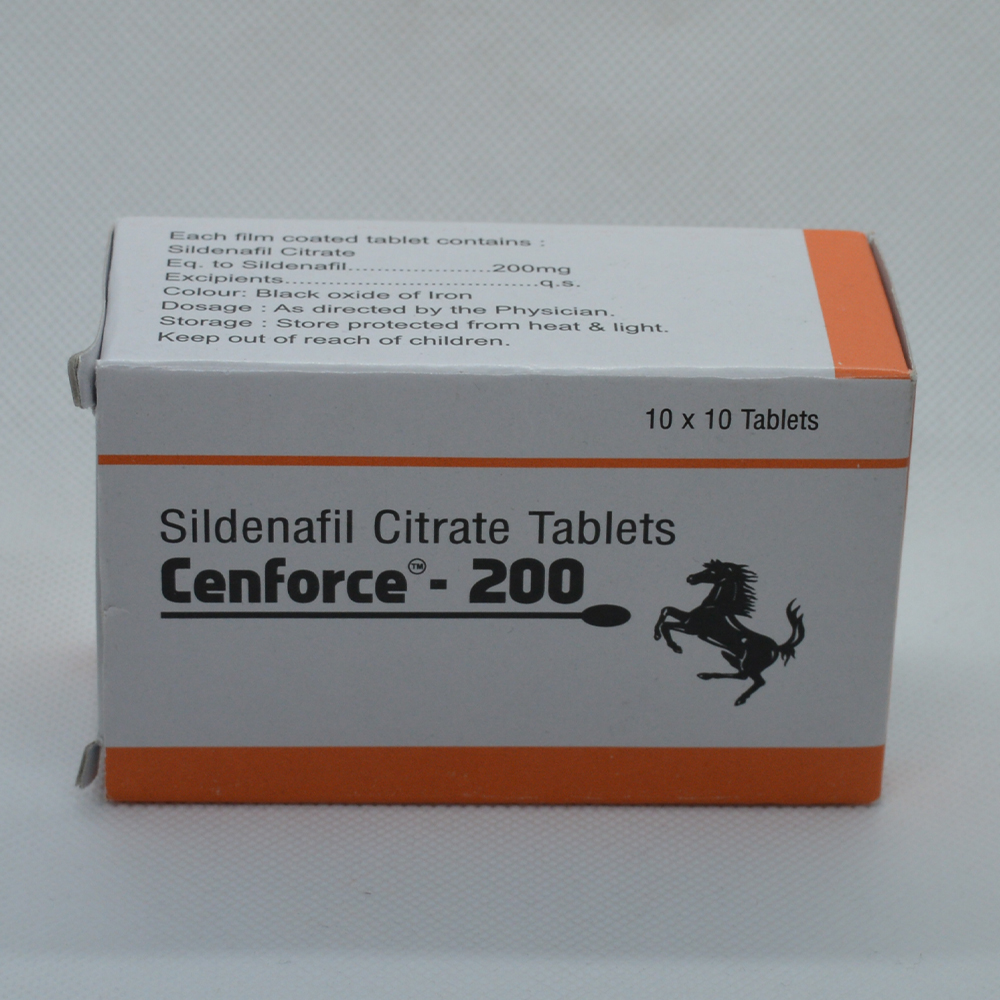 Each film coated tablet contains :
Sildenafil Citrate
Eq. to Sildenafil.....................200mg
Excipients.....................................q.s.
Colour: Black oxide of Iron
Dosage : As directed by the Physician.
Storage : Store protected from heat & light.
Keep out of reach of children.
10 x 10 Tablets
Sildenafil Citrate Tablets
Cenforce™- 200